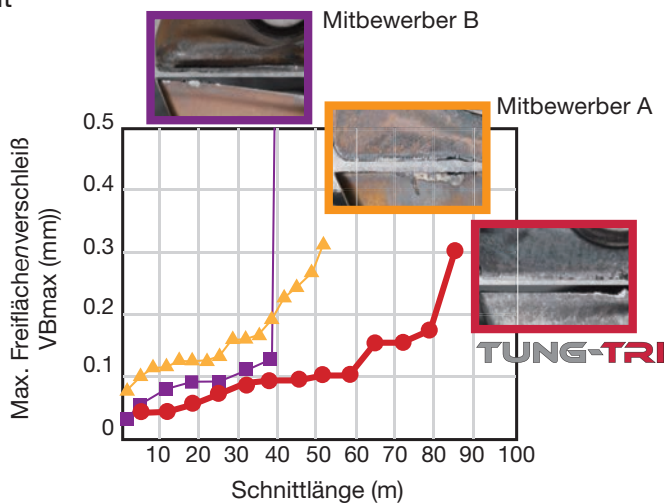 Mitbewerber B
Mitbewerber A
Max. Freiflächenverschleiß
VBmax (mm))
0.5
0.4
0.3
0.2
0.1
0
TUNG-TRI
10 20 30 40 50 60 70 80 90 100
Schnittlänge (m)